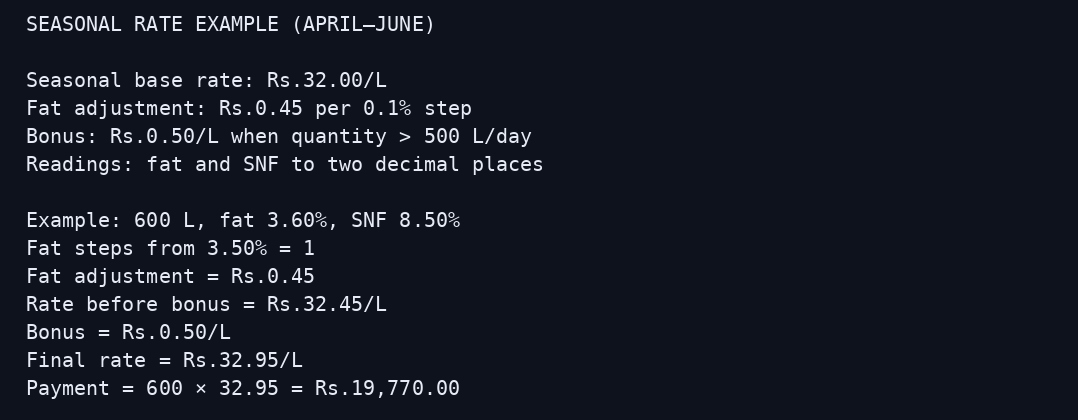 SEASONAL RATE EXAMPLE (APRIL–JUNE)
Seasonal base rate: Rs.32.00/L
Fat adjustment: Rs.0.45 per 0.1% step
Bonus: Rs.0.50/L when quantity > 500 L/day
Readings: fat and SNF to two decimal places
Example: 600 L, fat 3.60%, SNF 8.50%
Fat steps from 3.50% = 1
Fat adjustment = Rs.0.45
Rate before bonus = Rs.32.45/L
Bonus = Rs.0.50/L
Final rate = Rs.32.95/L
Payment = 600 × 32.95 = Rs.19,770.00